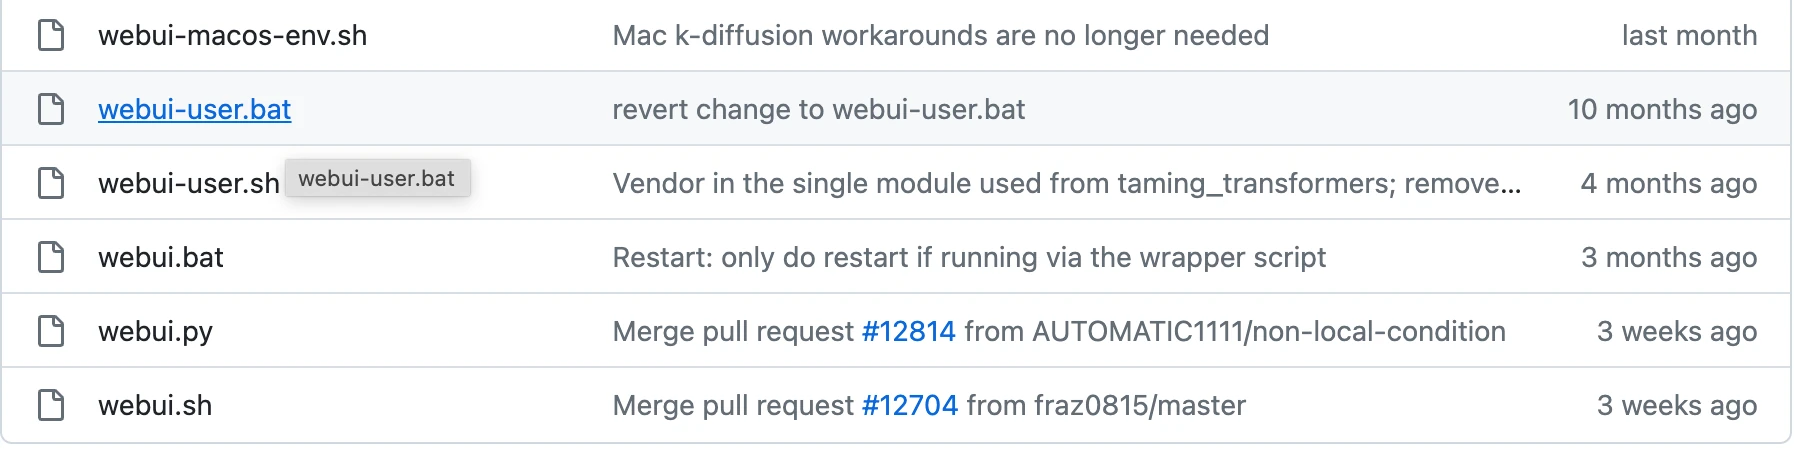 webui-macos-env.sh Mac k-diffusion workarounds are no longer needed last month
webui-user.bat revert change to webui-user.bat 10 months ago
webui-user.sh webui-user.bat Vendor in the single module used from taming_transformers; remove... 4 months ago
webui.bat Restart: only do restart if running via the wrapper script 3 months ago
webui.py Merge pull request #12814 from AUTOMATIC1111/non-local-condition 3 weeks ago
webui.sh Merge pull request #12704 from fraz0815/master 3 weeks ago